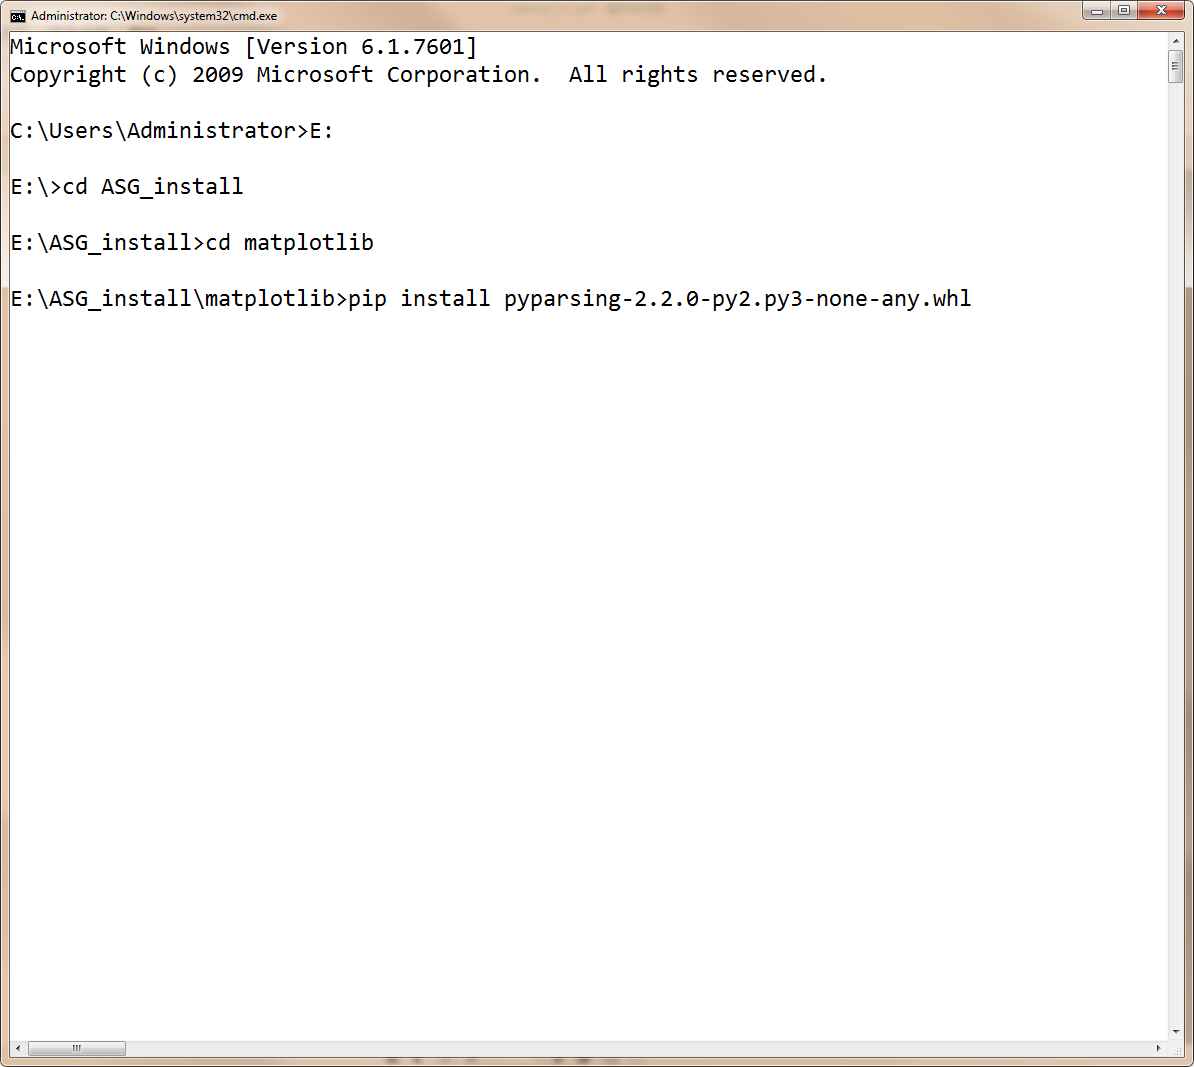 Administrator: C:\Windows\system32\cmd.exe
Microsoft Windows [Version 6.1.7601]
Copyright (c) 2009 Microsoft Corporation.  All rights reserved.
C:\Users\Administrator>E:
E:\>cd ASG_install
E:\ASG_install>cd matplotlib
E:\ASG_install\matplotlib>pip install pyparsing-2.2.0-py2.py3-none-any.whl